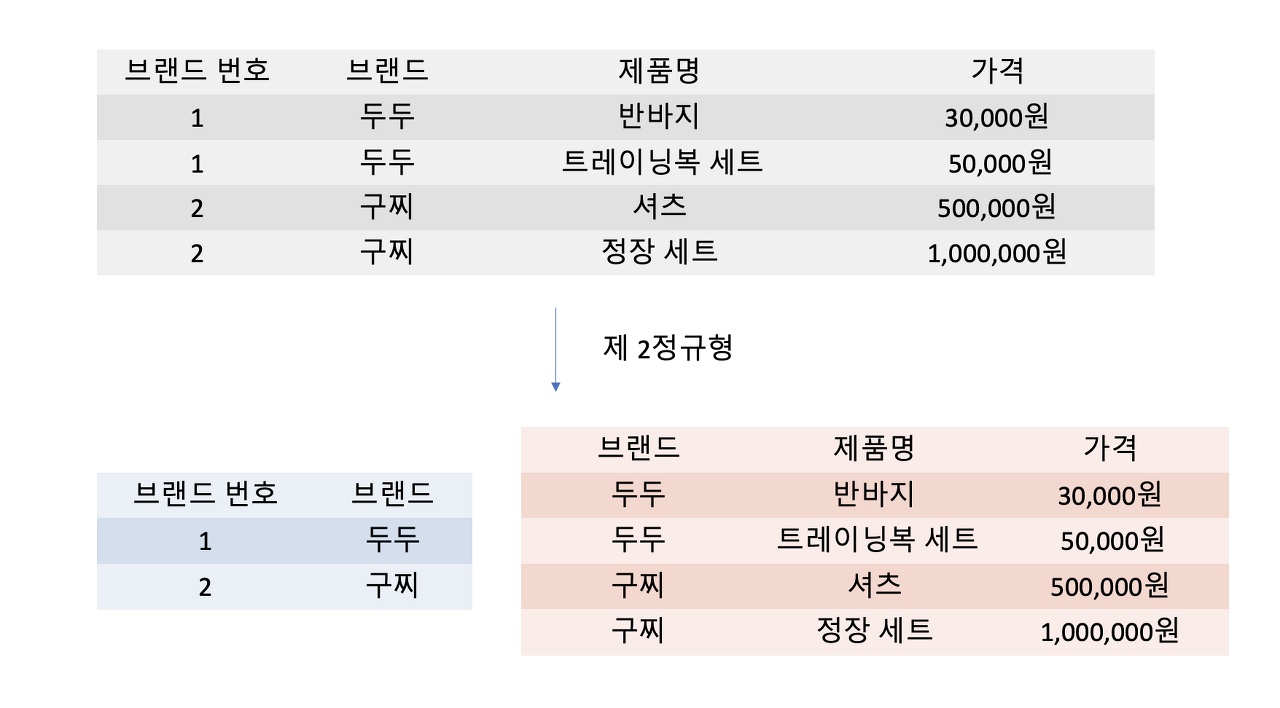 브랜드 번호 브랜드 제품명 가격
1 두두 반바지 30,000원
1 두두 트레이닝복 세트 50,000원
2 구찌 셔츠 500,000원
2 구찌 정장 세트 1,000,000원
제 2정규형
브랜드 번호 브랜드
1 두두
2 구찌
브랜드 제품명 가격
두두 반바지 30,000원
두두 트레이닝복 세트 50,000원
구찌 셔츠 500,000원
구찌 정장 세트 1,000,000원